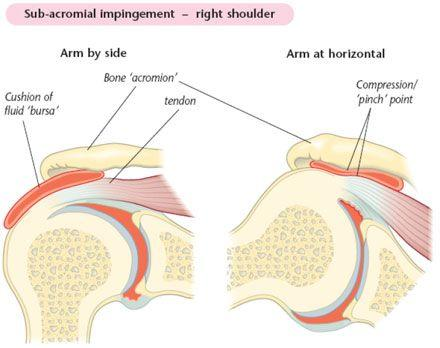 Sub-acromial impingement – right shoulder
Arm by side
Arm at horizontal
Bone ‘acromion’
Cushion of
fluid ‘bursa’
tendon
Compression/
‘pinch’ point